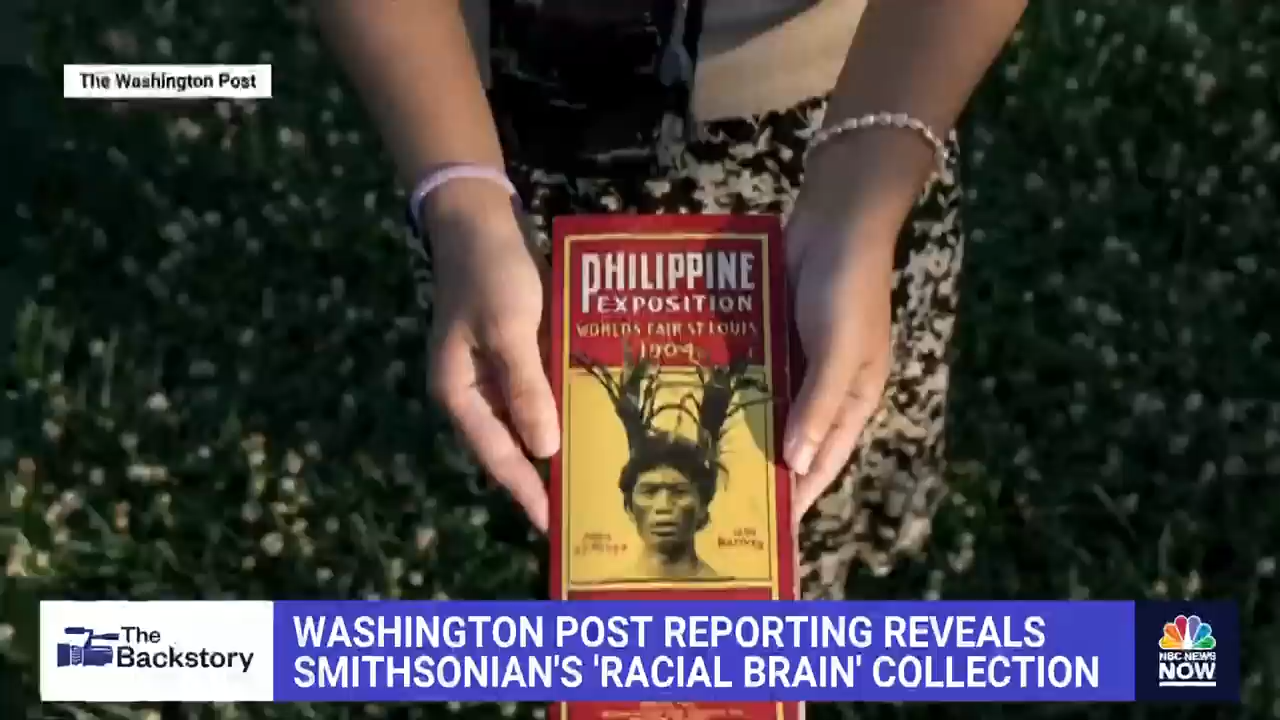 The Washington Post
PHILIPPINE
EXPOSITION
WORLD'S FAIR ST LOUIS
1904
The
Backstory
WASHINGTON POST REPORTING REVEALS
SMITHSONIAN'S 'RACIAL BRAIN' COLLECTION
NBC NEWS
NOW